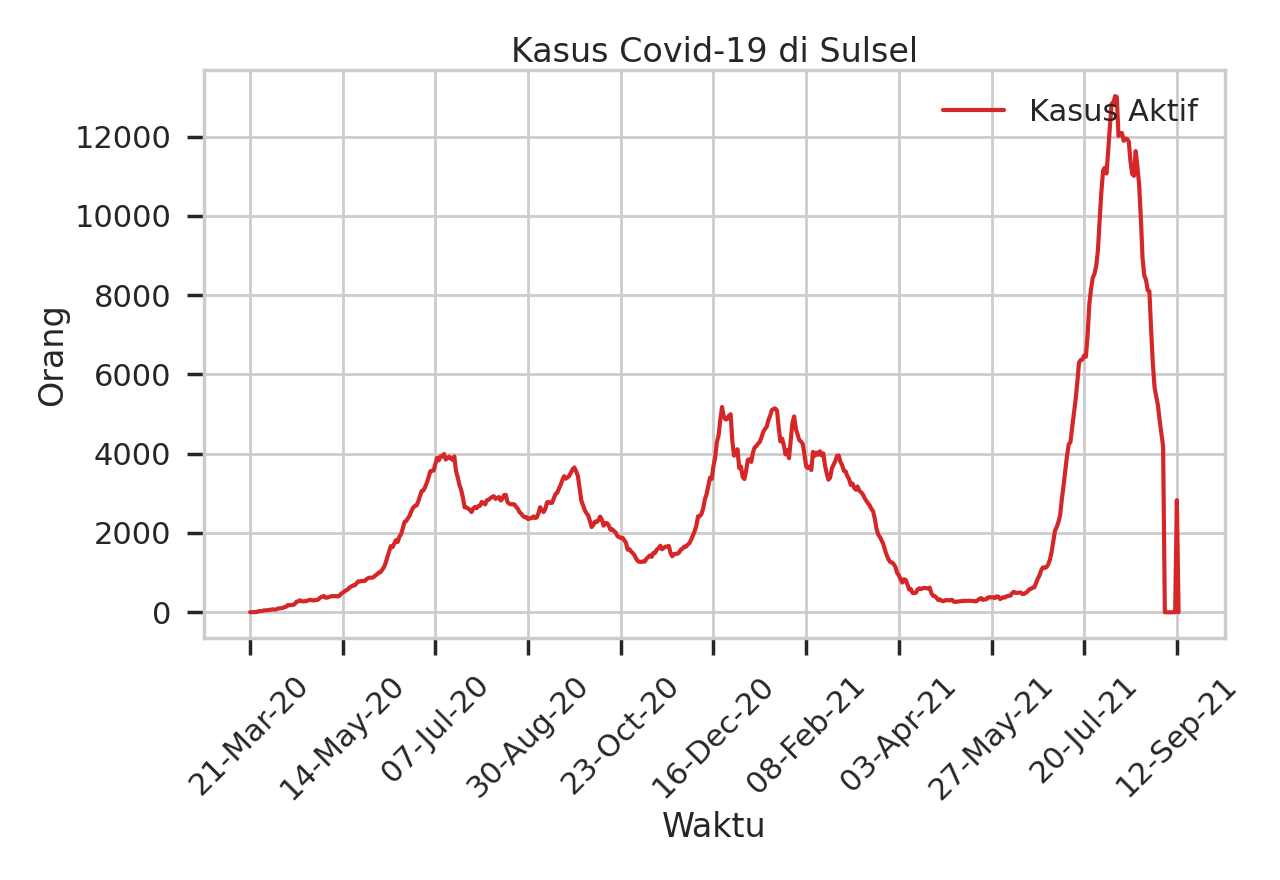 Kasus Covid-19 di Sulsel
Kasus Aktif
12000
10000
8000
6000
4000
2000
0
Orang
21-Mar-20
14-May-20
07-Jul-20
30-Aug-20
23-Oct-20
16-Dec-20
08-Feb-21
03-Apr-21
27-May-21
20-Jul-21
12-Sep-21
Waktu